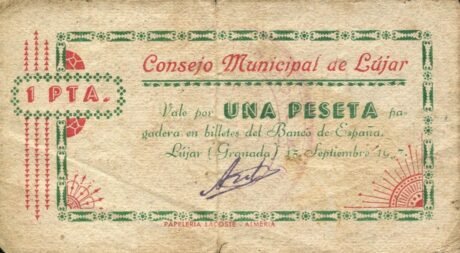 Consejo Municipal de Lújar
1 PTA.
Vale por UNA PESETA pa-
gadera en billetes del Banco de España.
Lújar (Granada) 15 Septiembre
PAPELERIA LACOSTE - ALMERIA